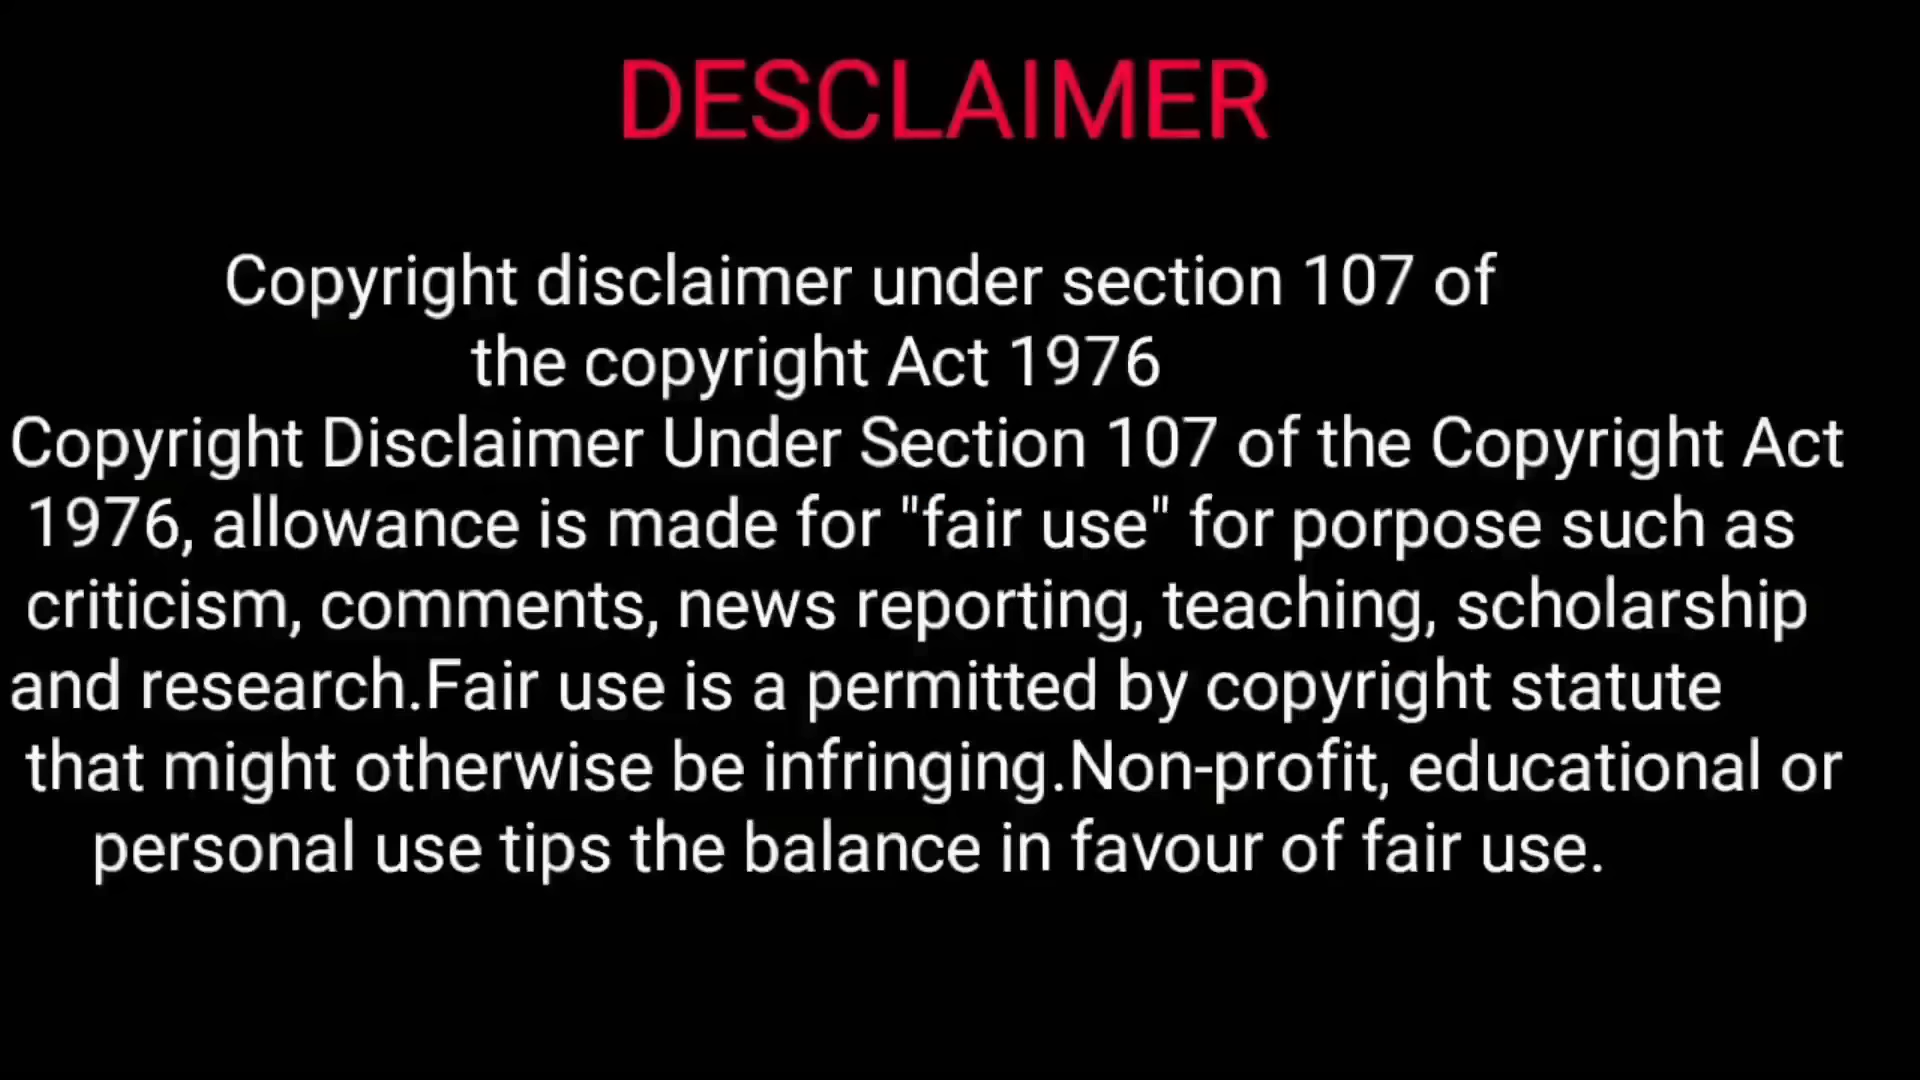 DESCLAIMER
Copyright disclaimer under section 107 of
the copyright Act 1976
Copyright Disclaimer Under Section 107 of the Copyright Act
1976, allowance is made for "fair use" for porpose such as
criticism, comments, news reporting, teaching, scholarship
and research.Fair use is a permitted by copyright statute
that might otherwise be infringing.Non-profit, educational or
personal use tips the balance in favour of fair use.